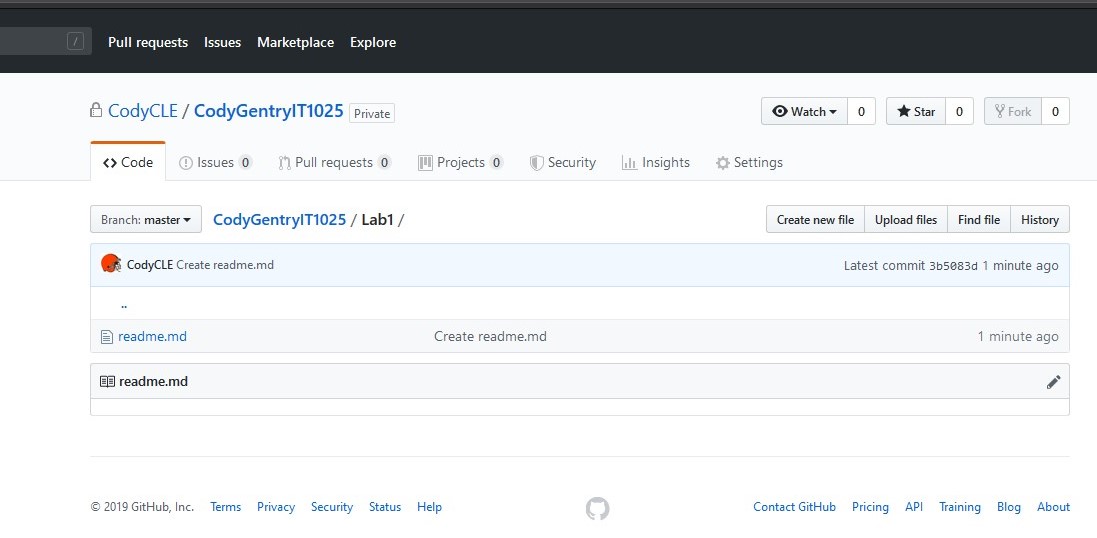 / Pull requests Issues Marketplace Explore
CodyCLE / CodyGentryIT1025 Private Watch 0 Star 0 Fork 0
Code Issues 0 Pull requests 0 Projects 0 Security Insights Settings
Branch: master CodyGentryIT1025 / Lab1 / Create new file Upload files Find file History
CodyCLE Create readme.md Latest commit 3b5083d 1 minute ago
..
readme.md Create readme.md 1 minute ago
readme.md
© 2019 GitHub, Inc. Terms Privacy Security Status Help Contact GitHub Pricing API Training Blog About